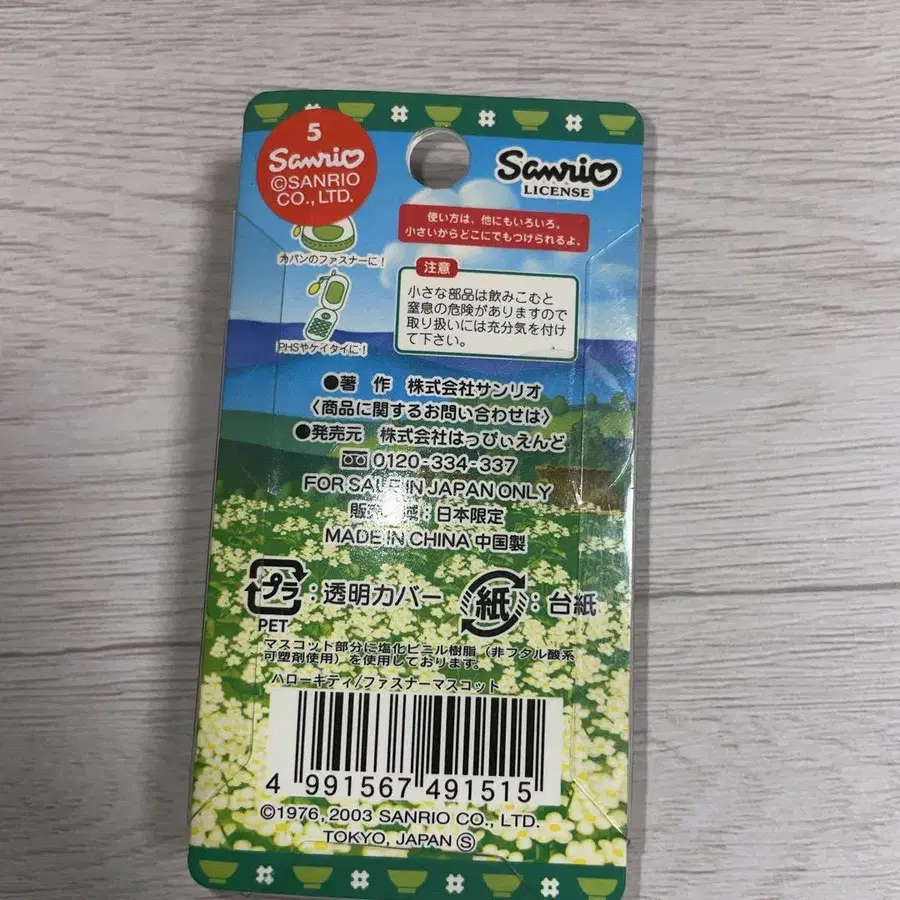 5
Sanrio
©SANRIO
CO., LTD.
Sanrio
LICENSE
使い方は、他にもいろいろ。
小さいからどこにでもつけられるよ。
カバンのファスナーに!
注意
小さな部品は飲みこむと
窒息の危険がありますので
取り扱いには充分気を付け
て下さい。
PHSやケイタイに!
●著 作 株式会社サンリオ
〈商品に関するお問い合わせは〉
●発売元 株式会社はっぴぃえんど
0120-334-337
FOR SALE IN JAPAN ONLY
販売 域:日本限定
MADE IN CHINA 中国製
プラ:透明カバー
PET
紙:台紙
マスコット部分に塩化ビニル樹脂(非フタル酸系
可塑剤使用)を使用しております。
ハローキティ/ファスナーマスコット
4 991567 491515
©1976, 2003 SANRIO CO., LTD.
TOKYO, JAPAN Ⓢ